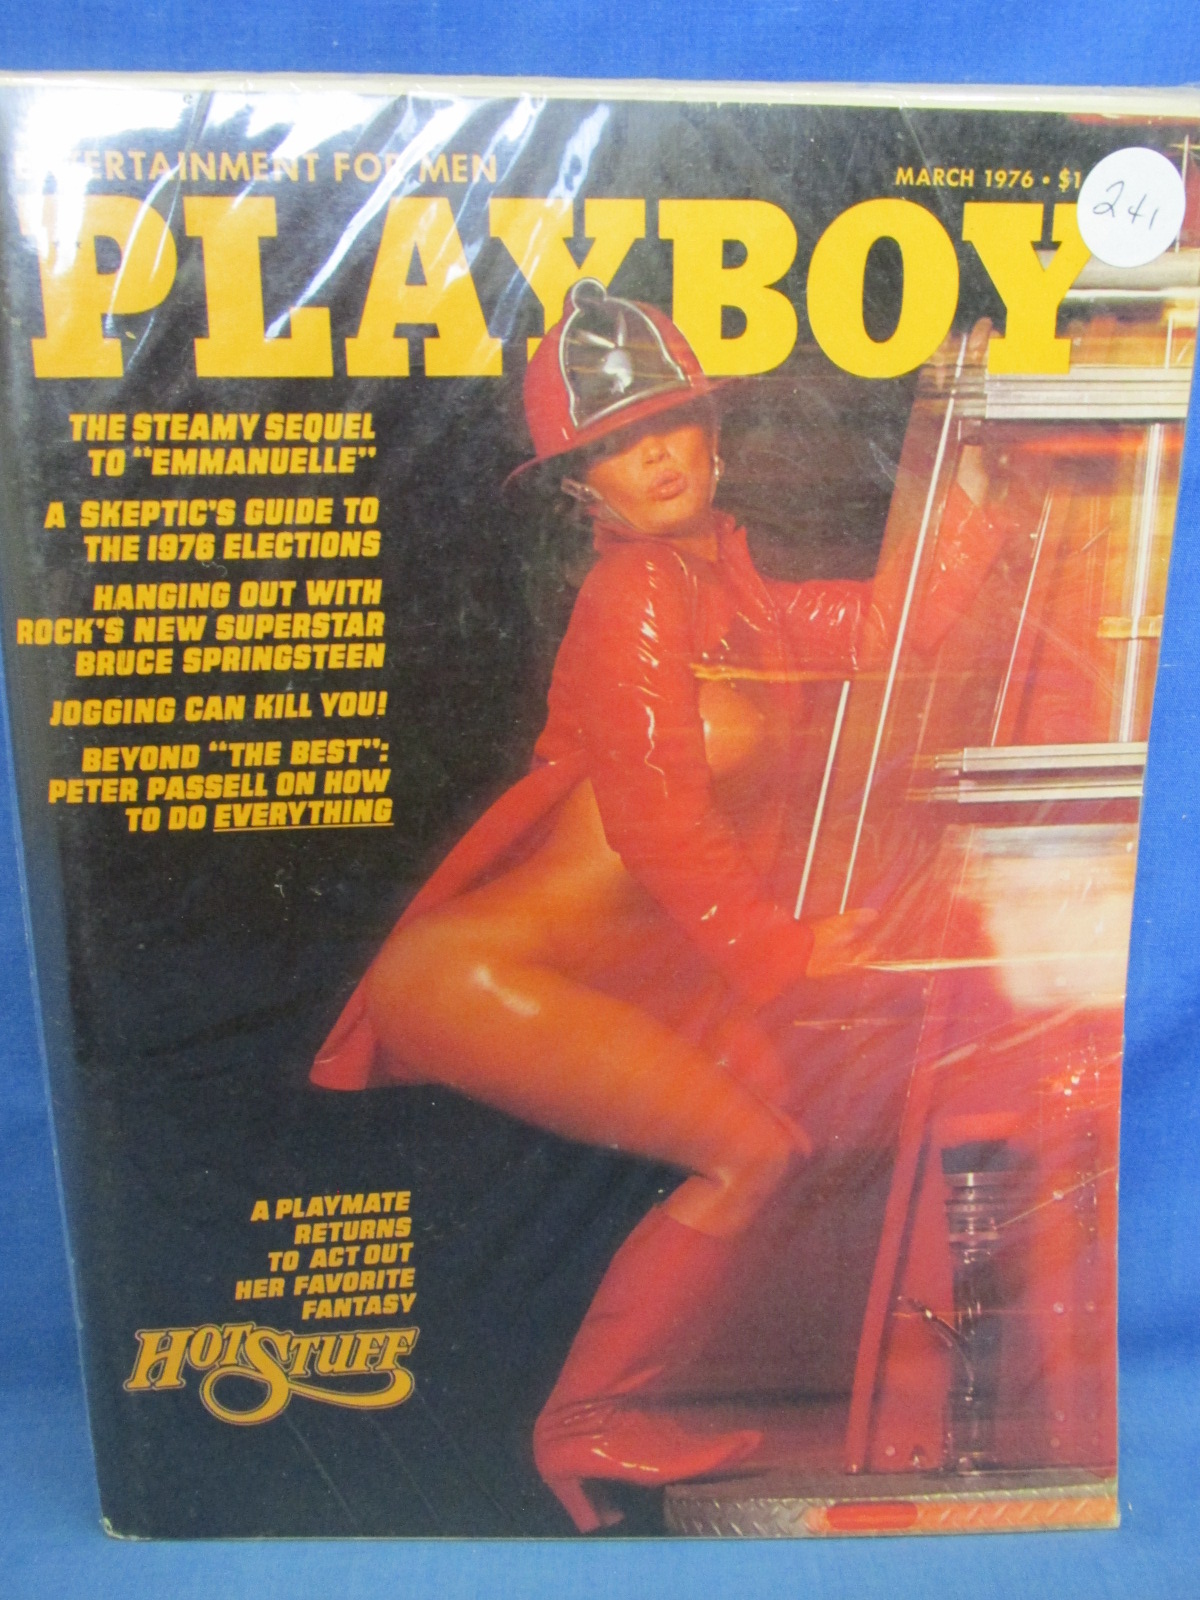 ENTERTAINMENT FOR MEN
MARCH 1976 • $1
241
PLAYBOY
THE STEAMY SEQUEL
TO "EMMANUELLE"
A SKEPTIC'S GUIDE TO
THE 1976 ELECTIONS
HANGING OUT WITH
ROCK'S NEW SUPERSTAR
BRUCE SPRINGSTEEN
JOGGING CAN KILL YOU!
BEYOND "THE BEST":
PETER PASSELL ON HOW
TO DO EVERYTHING
A PLAYMATE
RETURNS
TO ACT OUT
HER FAVORITE
FANTASY
HOT STUFF